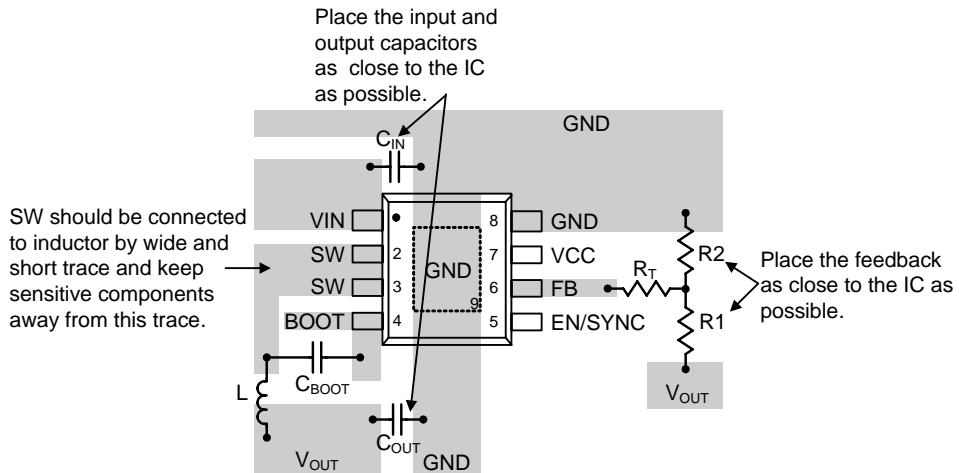 Place the input and
output capacitors
as close to the IC
as possible.
GND
CIN
SW should be connected
to inductor by wide and
short trace and keep
sensitive components
away from this trace.
VIN
SW
SW
BOOT
2
3
4
GND
9
8
7
6
5
GND
VCC
FB
EN/SYNC
RT
R2
R1
Place the feedback
as close to the IC as
possible.
VOUT
L
CBOOT
COUT
VOUT
GND